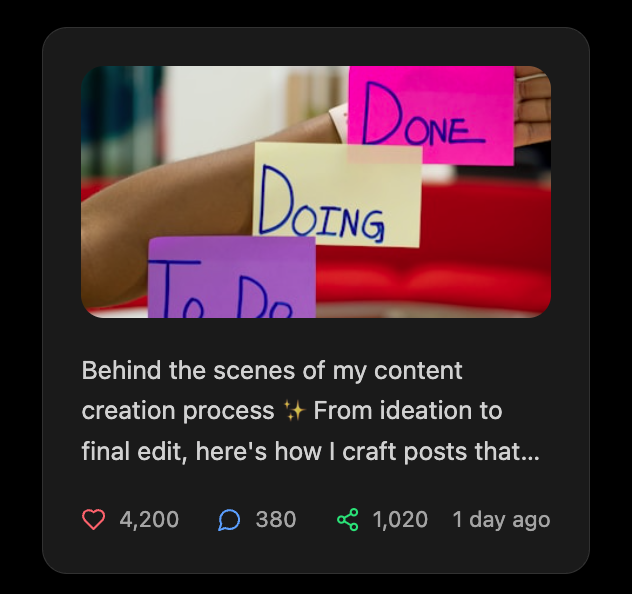 DONE
DOING
To Do
Behind the scenes of my content
creation process ✨ From ideation to
final edit, here's how I craft posts that...
4,200 380 1,020 1 day ago